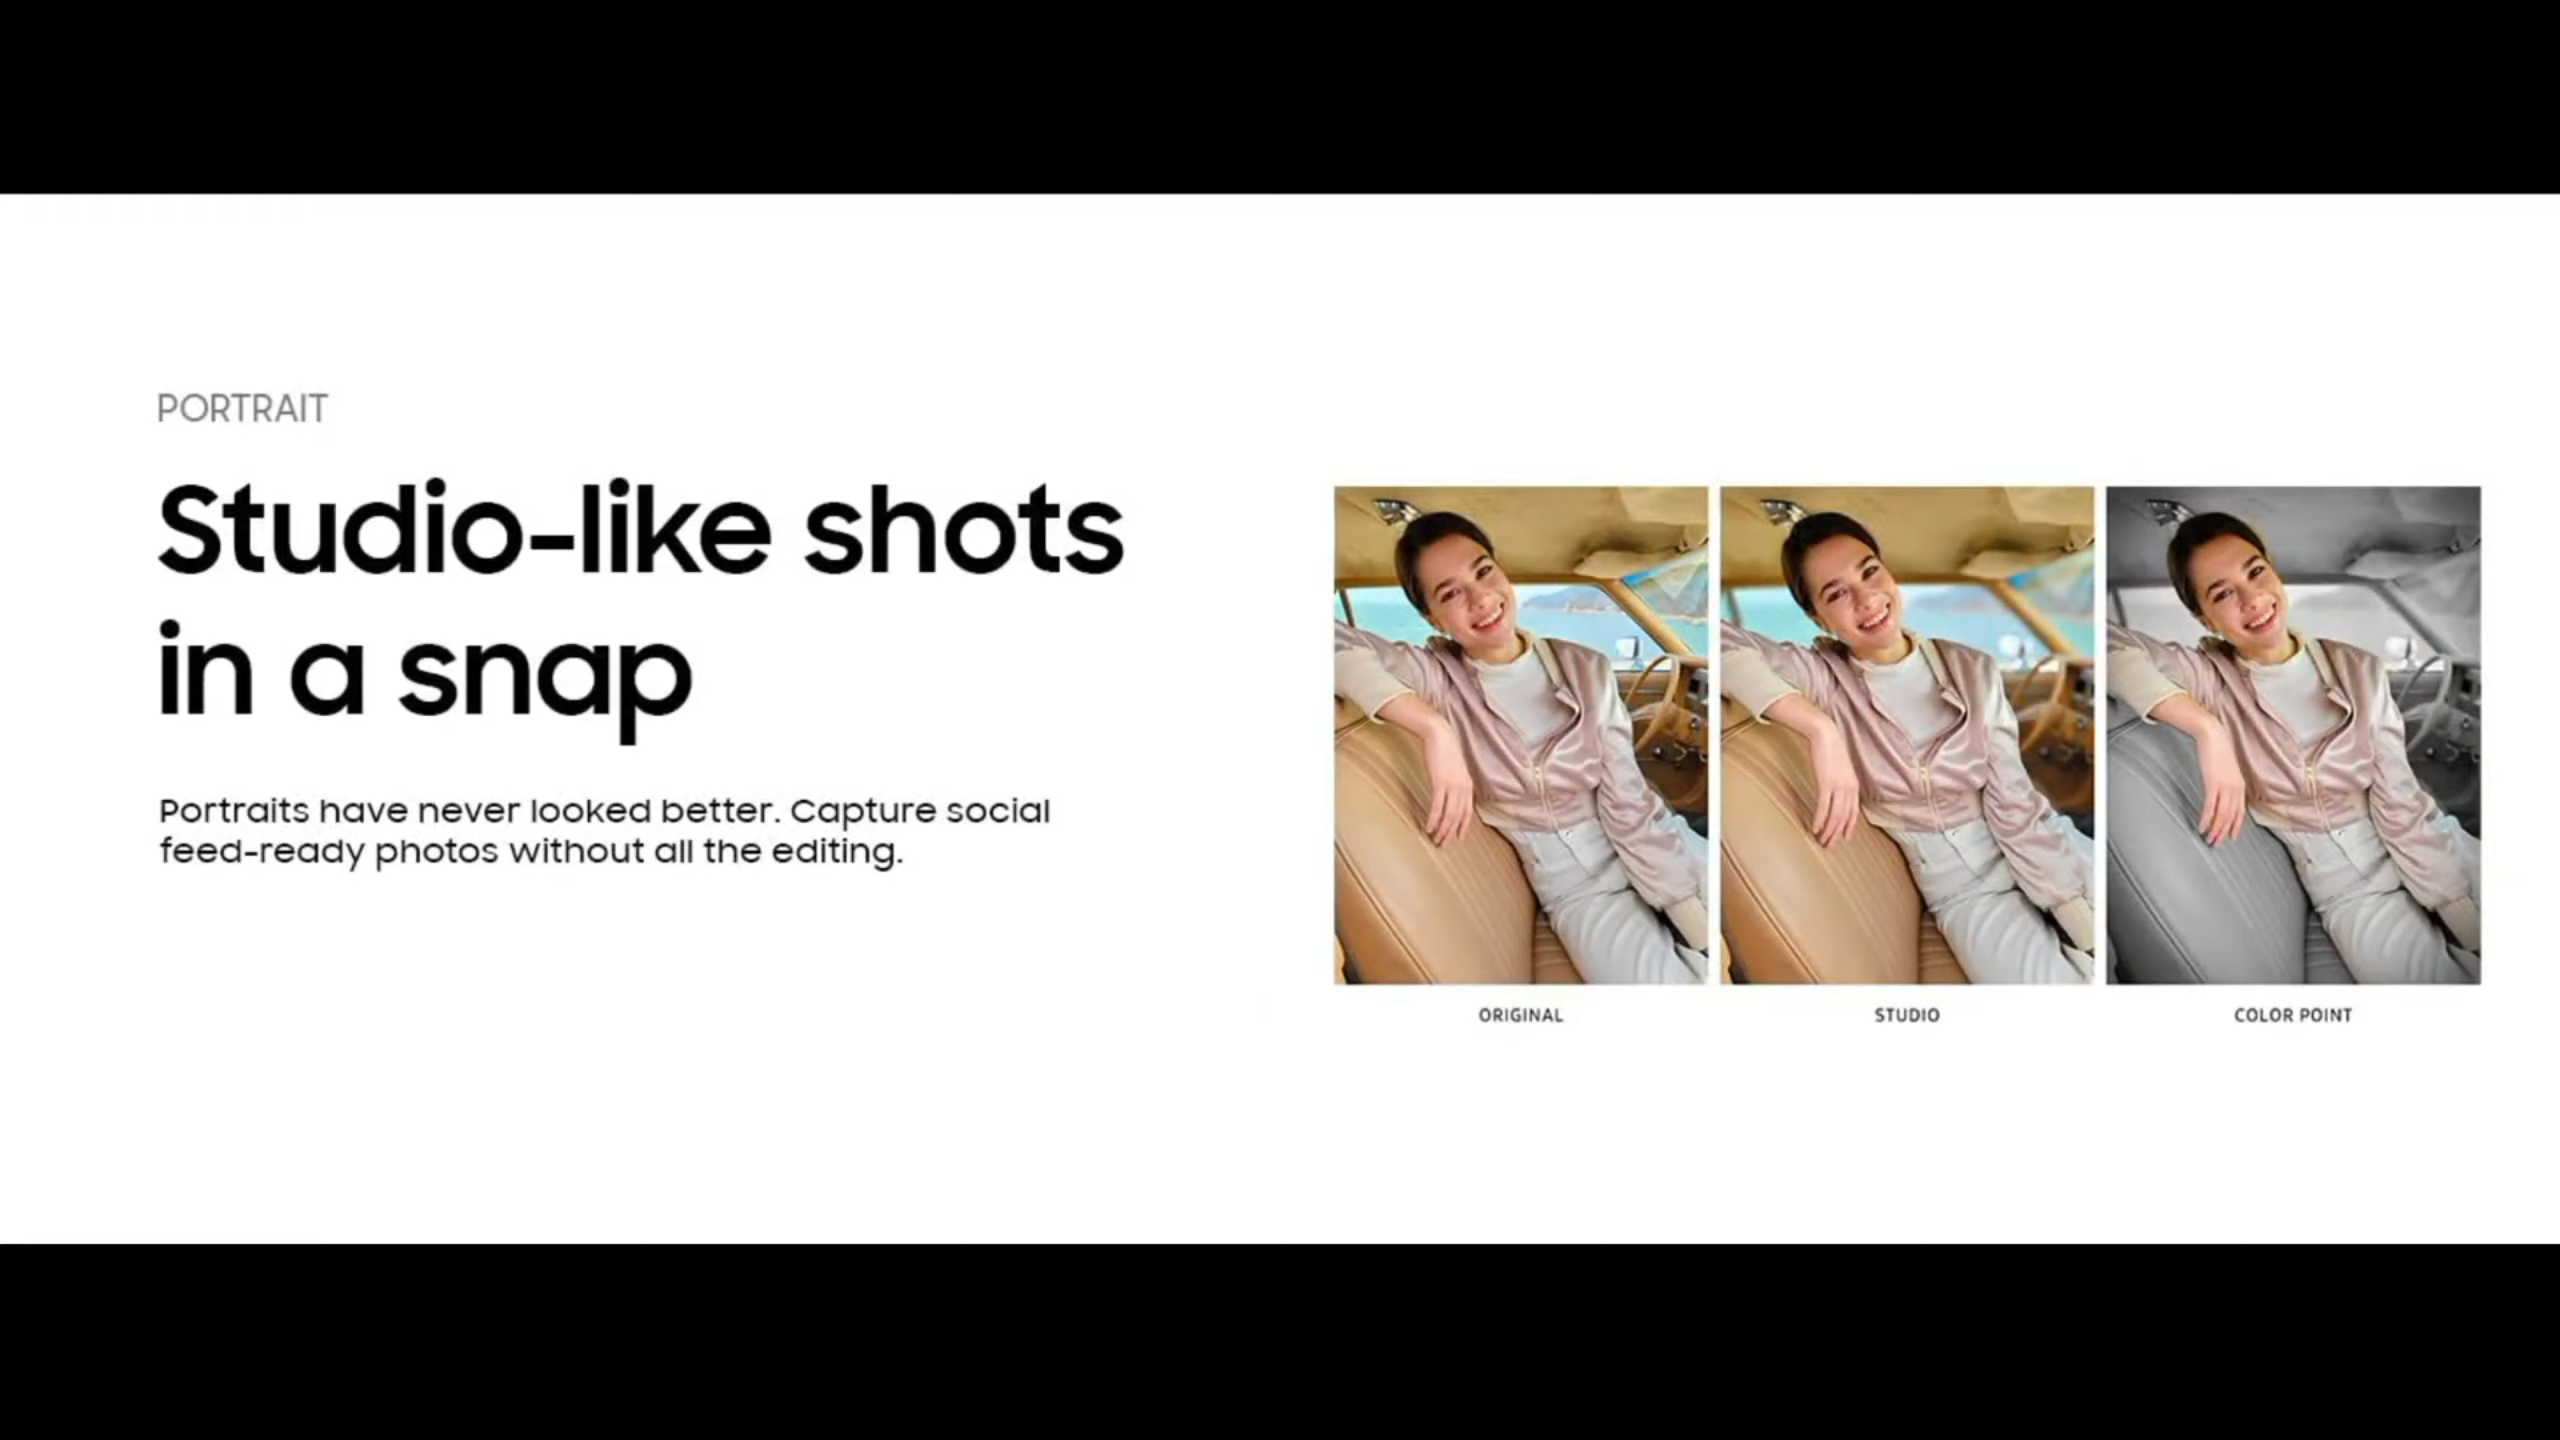 PORTRAIT
Studio-like shots
in a snap
Portraits have never looked better. Capture social
feed-ready photos without all the editing.
ORIGINAL
STUDIO
COLOR POINT